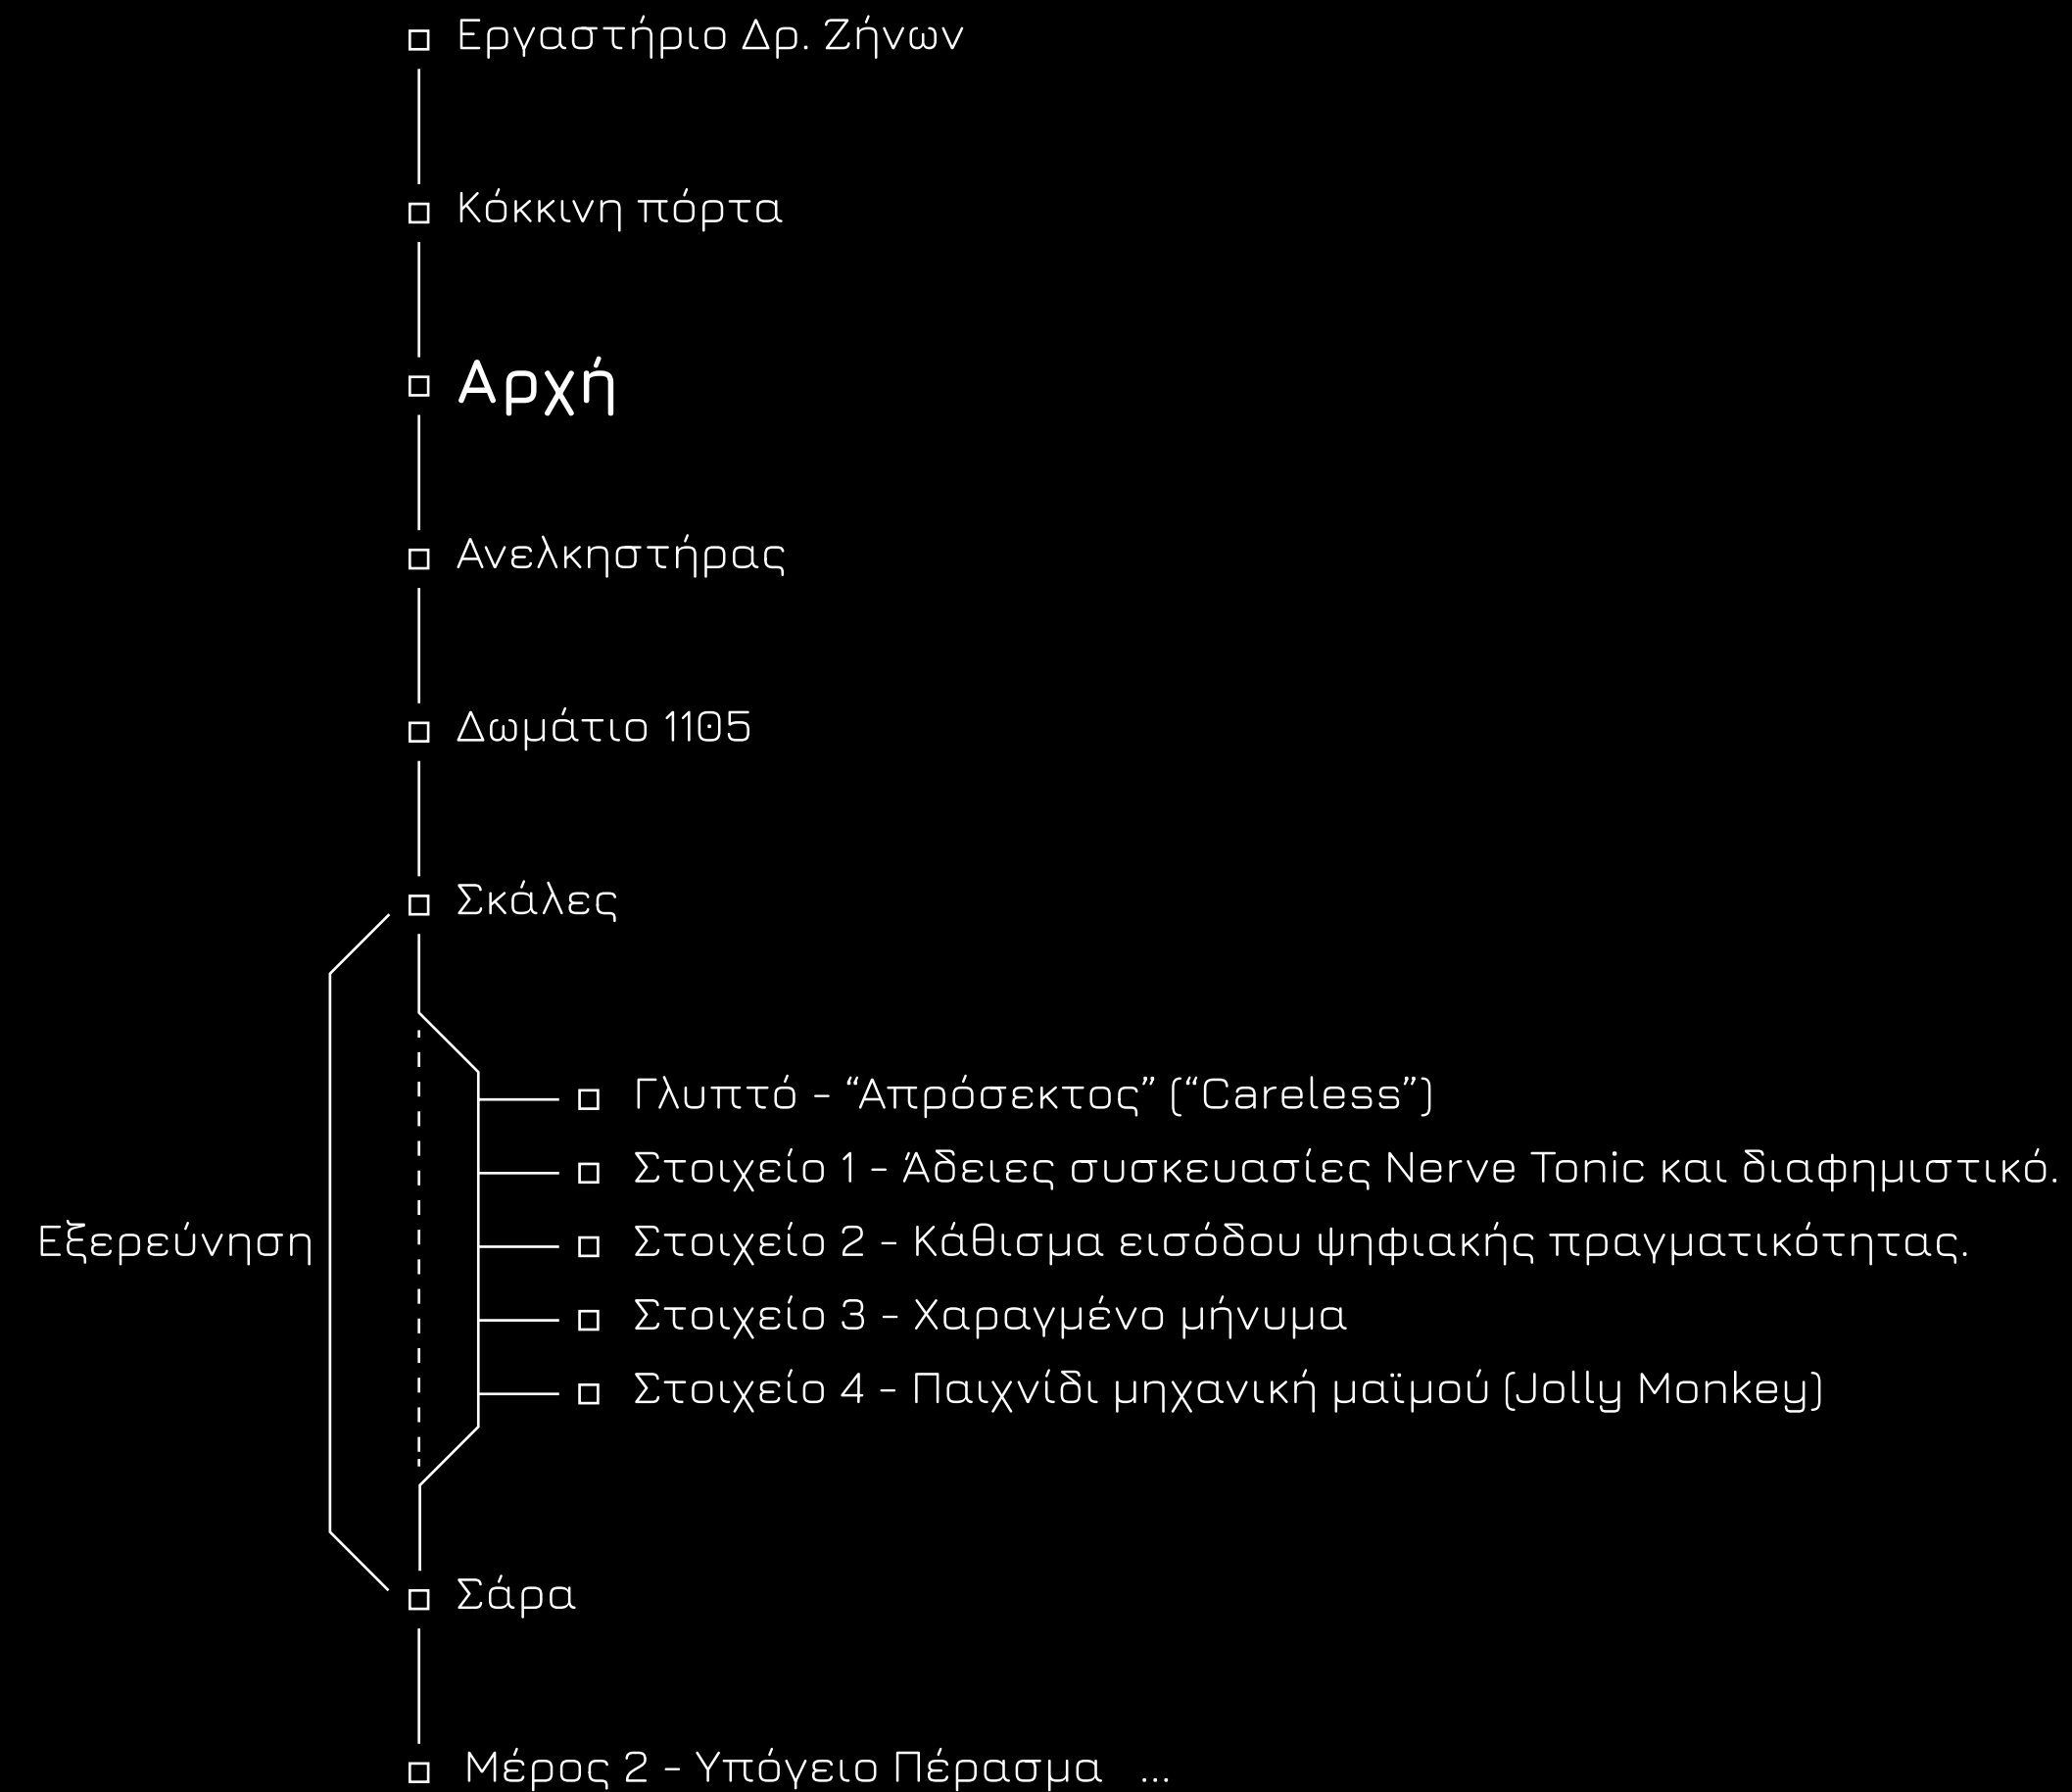 Εργαστήριο Δρ. Ζήνων
Κόκκινη πόρτα
Αρχή
Ανελκηστήρας
Δωμάτιο 1105
Σκάλες
Γλυπτό - “Απρόσεκτος” (“Careless”)
Στοιχείο 1 - Άδειες συσκευασίες Nerve Tonic και διαφημιστικό.
Εξερεύνηση
Στοιχείο 2 - Κάθισμα εισόδου ψηφιακής πραγματικότητας.
Στοιχείο 3 - Χαραγμένο μήνυμα
Στοιχείο 4 - Παιχνίδι μηχανική μαϊμού (Jolly Monkey)
Σάρα
Μέρος 2 - Υπόγειο Πέρασμα ...